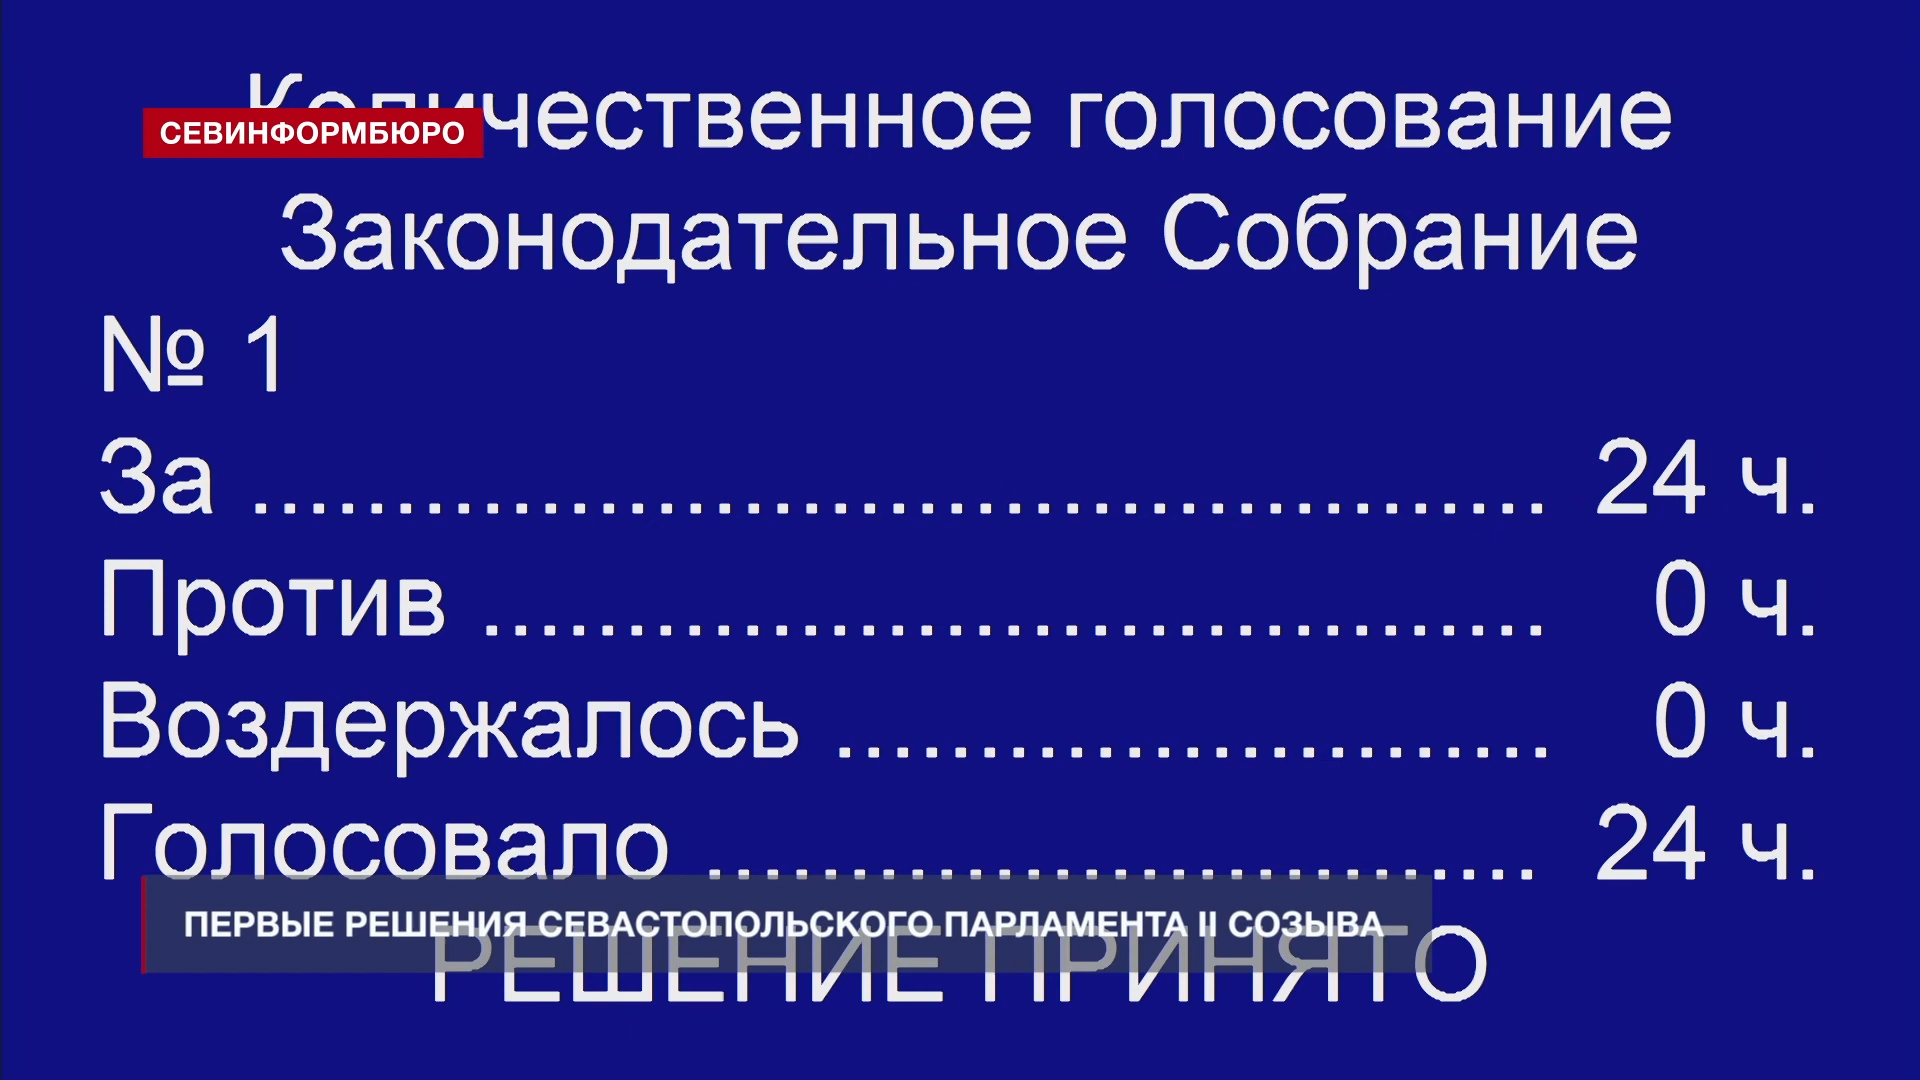 Количественное голосование
СЕВИНФОРМБЮРО
Законодательное Собрание
№ 1
За ............................................. 24 ч.
Против ..................................... 0 ч.
Воздержалось ......................... 0 ч.
Голосовало ............................. 24 ч.
ПЕРВЫЕ РЕШЕНИЯ СЕВАСТОПОЛЬСКОГО ПАРЛАМЕНТА II СОЗЫВА
РЕШЕНИЕ ПРИНЯТО